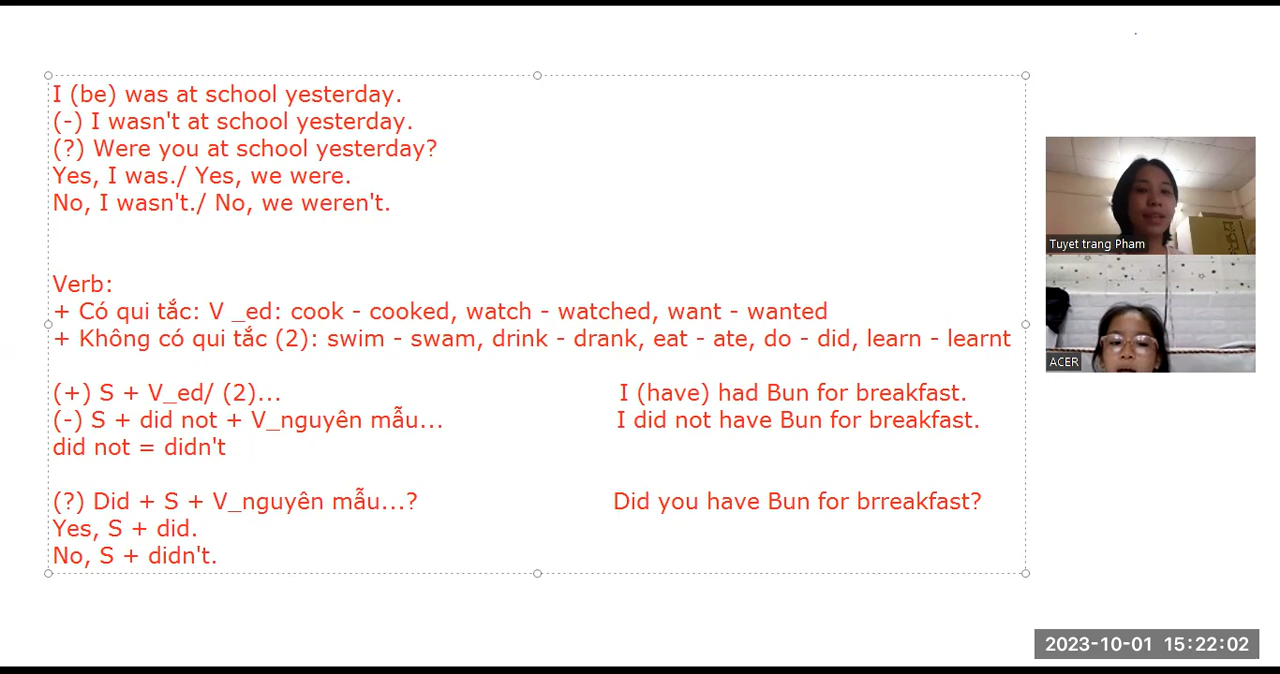 I (be) was at school yesterday.
(-) I wasn't at school yesterday.
(?) Were you at school yesterday?
Yes, I was./ Yes, we were.
No, I wasn't./ No, we weren't.
Verb:
+ Có qui tắc: V _ed: cook - cooked, watch - watched, want - wanted
+ Không có qui tắc (2): swim - swam, drink - drank, eat - ate, do - did, learn - learnt
(+) S + V_ed/ (2)... I (have) had Bun for breakfast.
(-) S + did not + V_nguyên mẫu... I did not have Bun for breakfast.
did not = didn't
(?) Did + S + V_nguyên mẫu...? Did you have Bun for brreakfast?
Yes, S + did.
No, S + didn't.
Tuyet trang Pham
ACER
2023-10-01 15:22:02